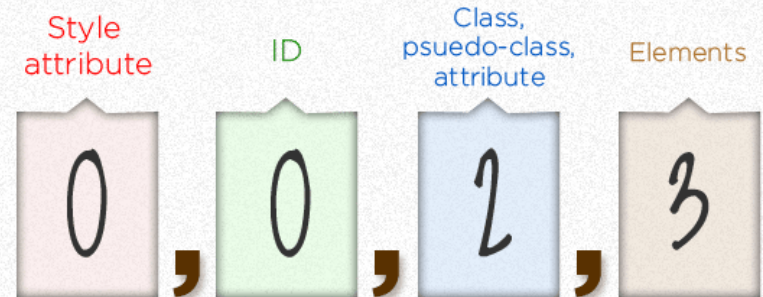 Style
attribute
ID
Class,
psuedo-class,
attribute
Elements
0 , 0 , 2 , 3